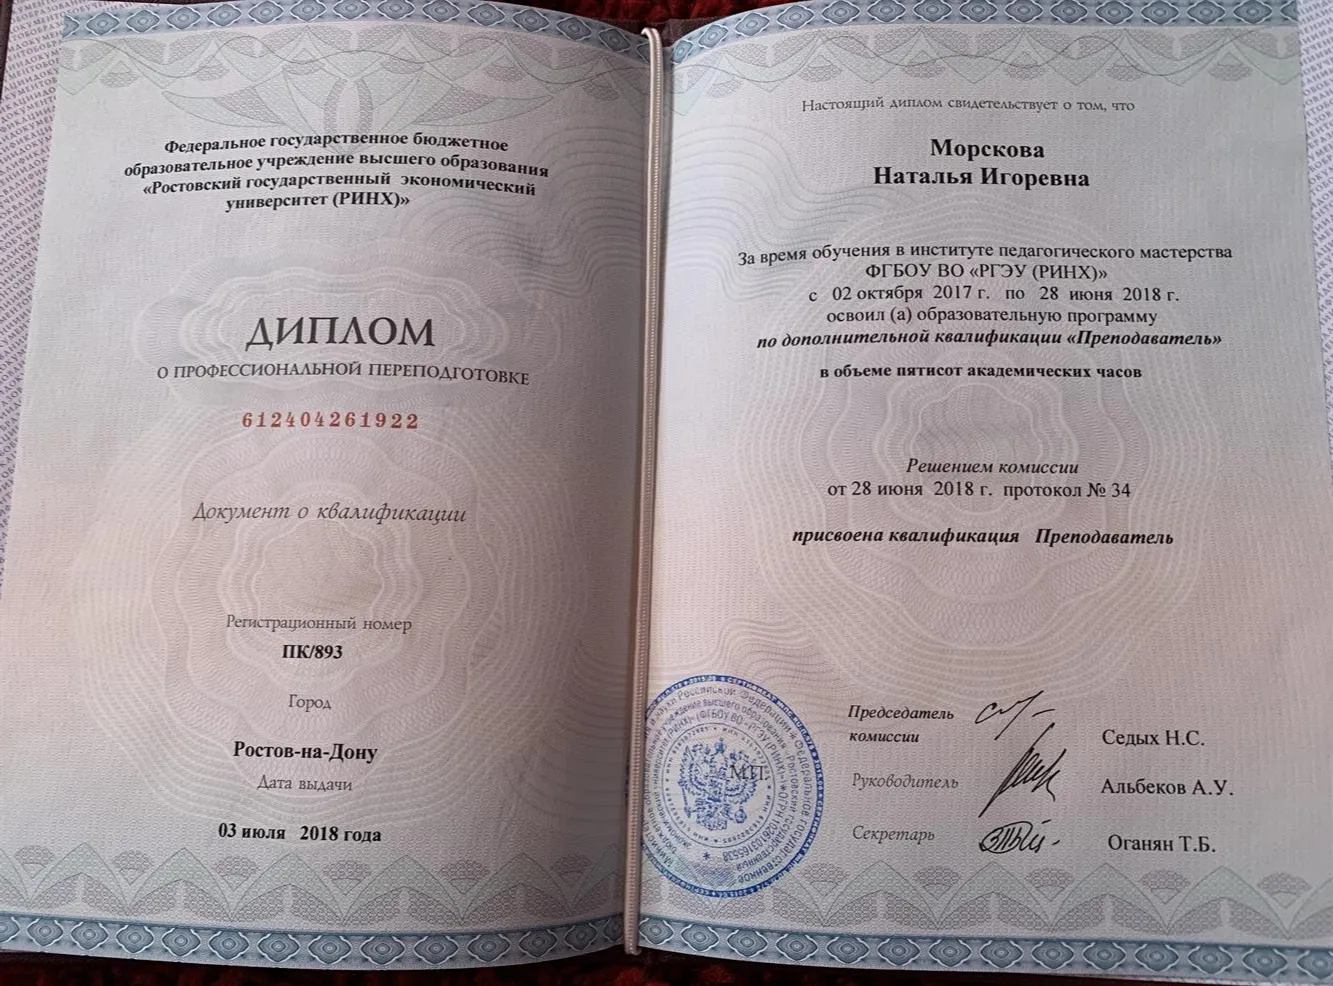 Федеральное государственное бюджетное
образовательное учреждение высшего образования
«Ростовский государственный экономический
университет (РИНХ)»
ДИПЛОМ
О ПРОФЕССИОНАЛЬНОЙ ПЕРЕПОДГОТОВКЕ
612404261922
Документ о квалификации
Регистрационный номер
ПК/893
Город
Ростов-на-Дону
Дата выдачи
03 июля 2018 года
Настоящий диплом свидетельствует о том, что
Морскова
Наталья Игоревна
За время обучения в институте педагогического мастерства
ФГБОУ ВО «РГЭУ (РИНХ)»
с 02 октября 2017 г. по 28 июня 2018 г.
освоил (а) образовательную программу
по дополнительной квалификации «Преподаватель»
в объеме пятисот академических часов
Решением комиссии
от 28 июня 2018 г. протокол № 34
присвоена квалификация Преподаватель
Председатель
комиссии
Седых Н.С.
Руководитель
Альбеков А.У.
Секретарь
Оганян Т.Б.
М.П.